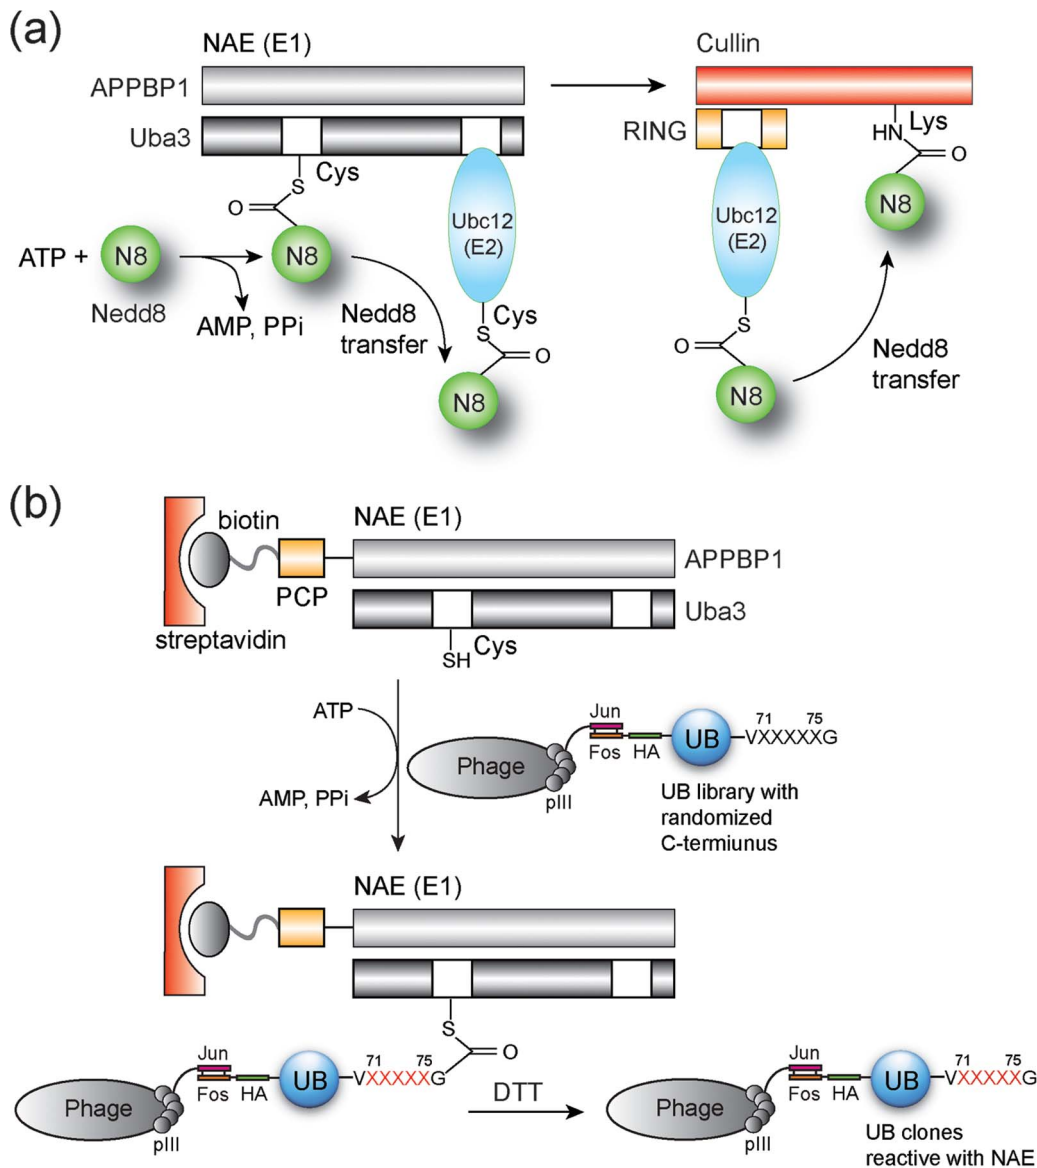 (a)
NAE (E1)
APPBP1
Uba3
Cys
S
O
ATP +
N8
N8
Nedd8
AMP, PPi
Nedd8
transfer
Ubc12
(E2)
Cys
S
O
N8
Cullin
RING
Lys
HN
O
N8
Ubc12
(E2)
S
O
N8
Nedd8
transfer
(b)
biotin
NAE (E1)
APPBP1
PCP
Uba3
streptavidin
Cys
SH
ATP
AMP, PPi
Jun
Fos
HA
UB
71 75
VXXXXXG
Phage
pIII
UB library with
randomized
C-termiunus
NAE (E1)
S
O
Jun
Fos
HA
UB
71 75
VXXXXXG
Phage
pIII
DTT
Jun
Fos
HA
UB
71 75
VXXXXXG
Phage
pIII
UB clones
reactive with NAE